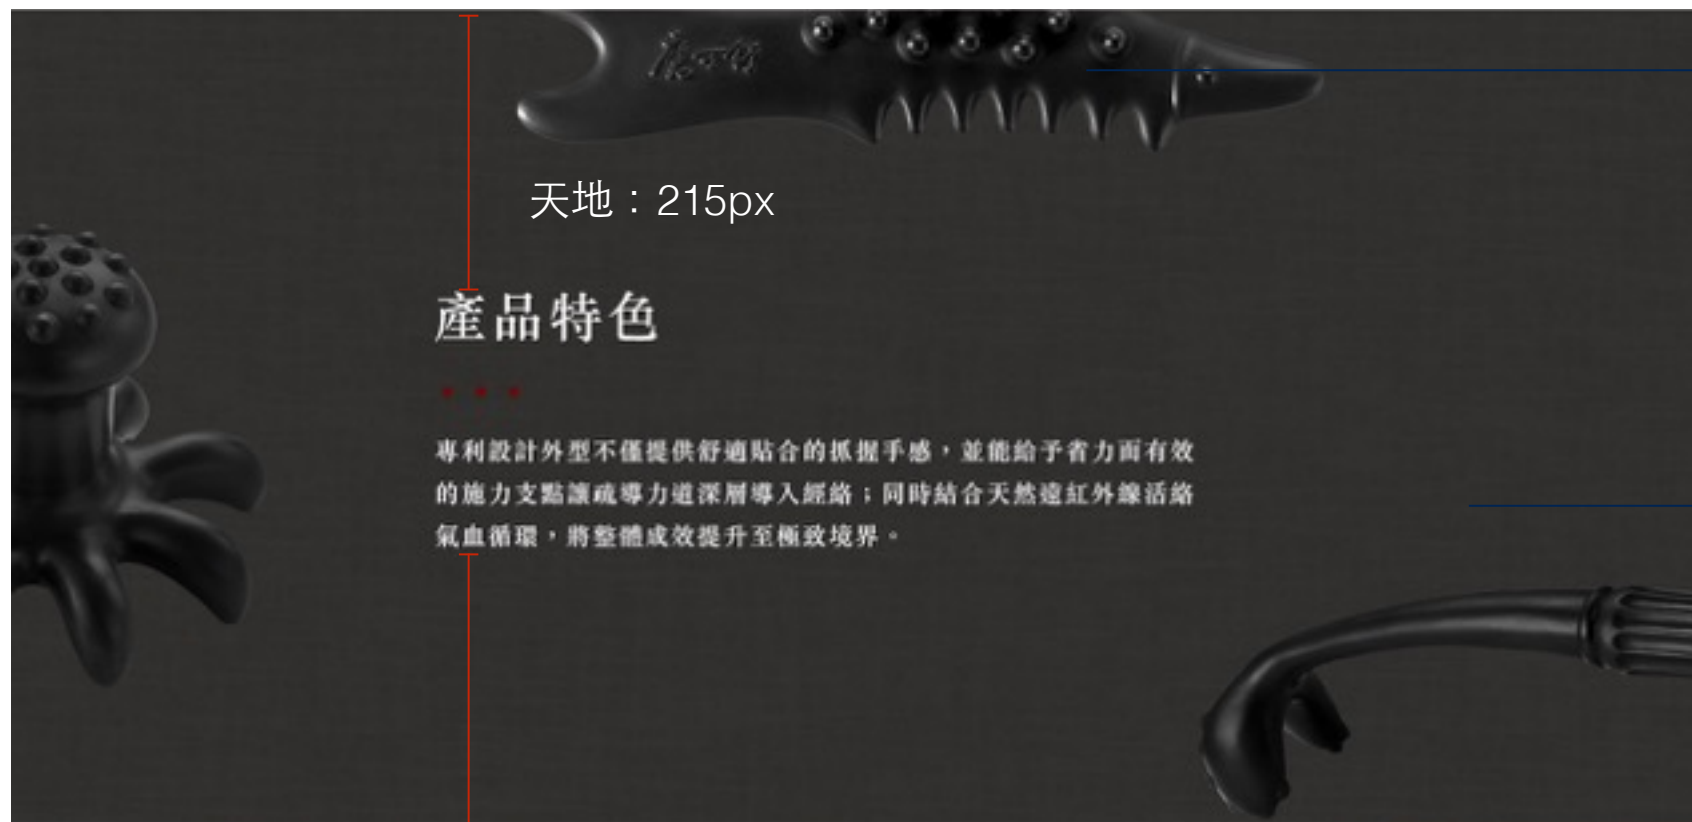 天地：215px
產品特色
專利設計外型不僅提供舒適貼合的抓握手感，並能給予省力而有效
的施力支點讓疏導力道深層導入經絡；同時結合天然遠紅外線活絡
氣血循環，將整體成效提升至極致境界。